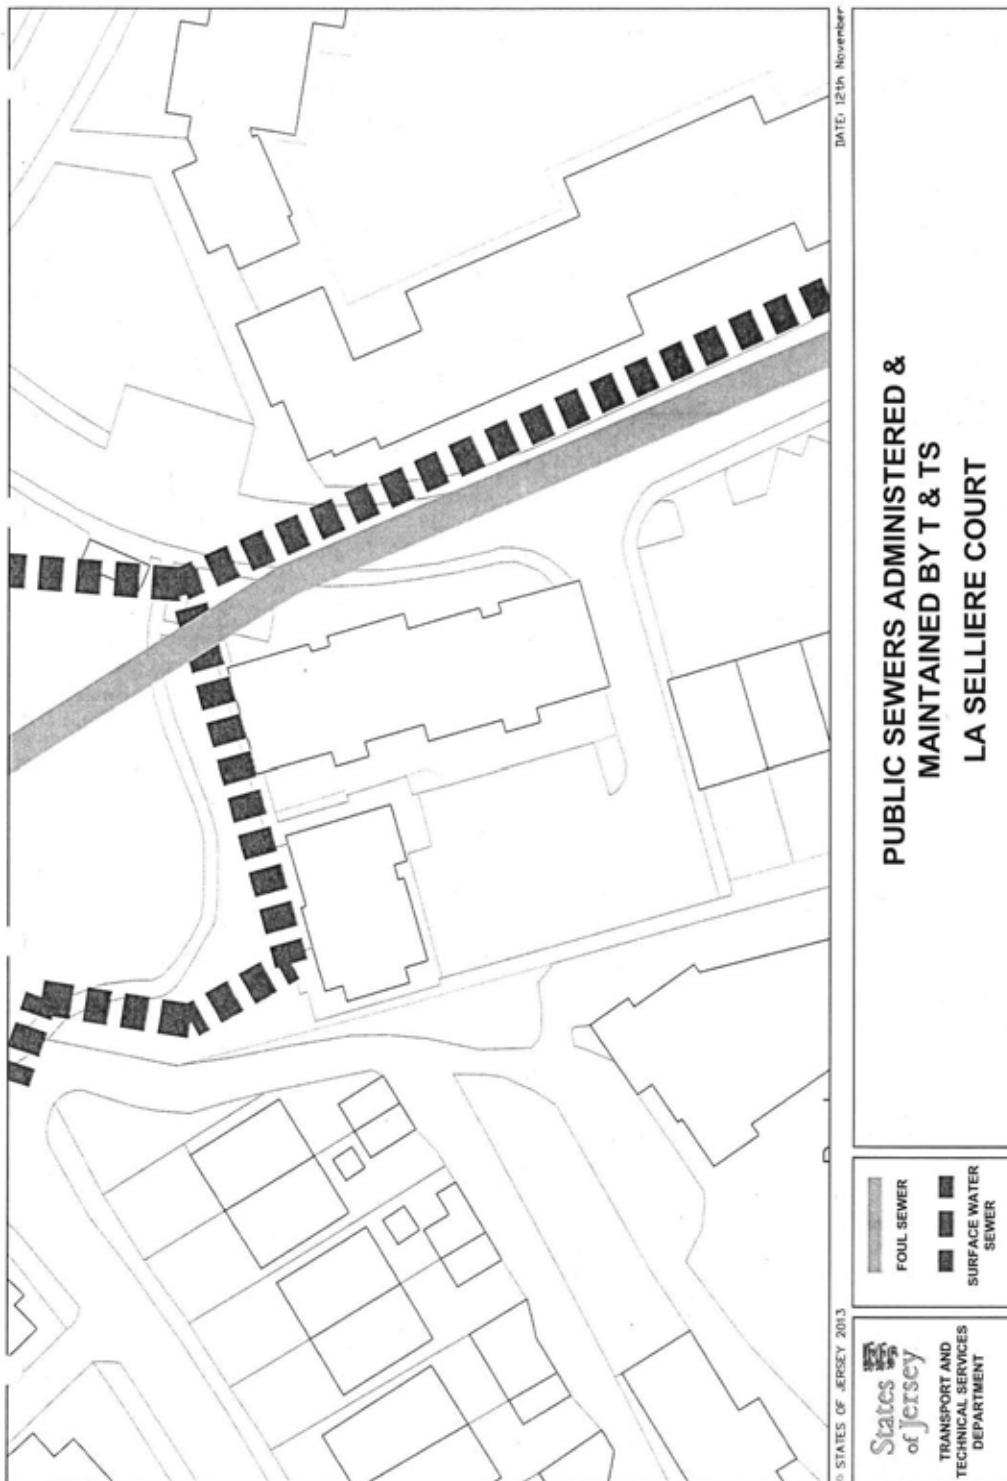 © STATES OF JERSEY 2013
DATE: 12th November
States
of Jersey
TRANSPORT AND
TECHNICAL SERVICES
DEPARTMENT
FOUL SEWER
SURFACE WATER
SEWER
PUBLIC SEWERS ADMINISTERED &
MAINTAINED BY T & TS
LA SELLIERE COURT